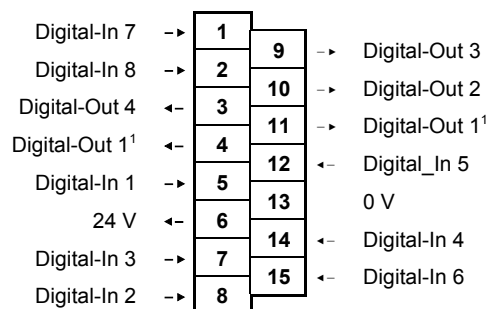 Digital-In 7 1
9 Digital-Out 3
Digital-In 8 2
10 Digital-Out 2
Digital-Out 4 3
11 Digital-Out 1¹
Digital-Out 1¹ 4
12 Digital_In 5
Digital-In 1 5
13 0 V
24 V 6
14 Digital-In 4
Digital-In 3 7
15 Digital-In 6
Digital-In 2 8